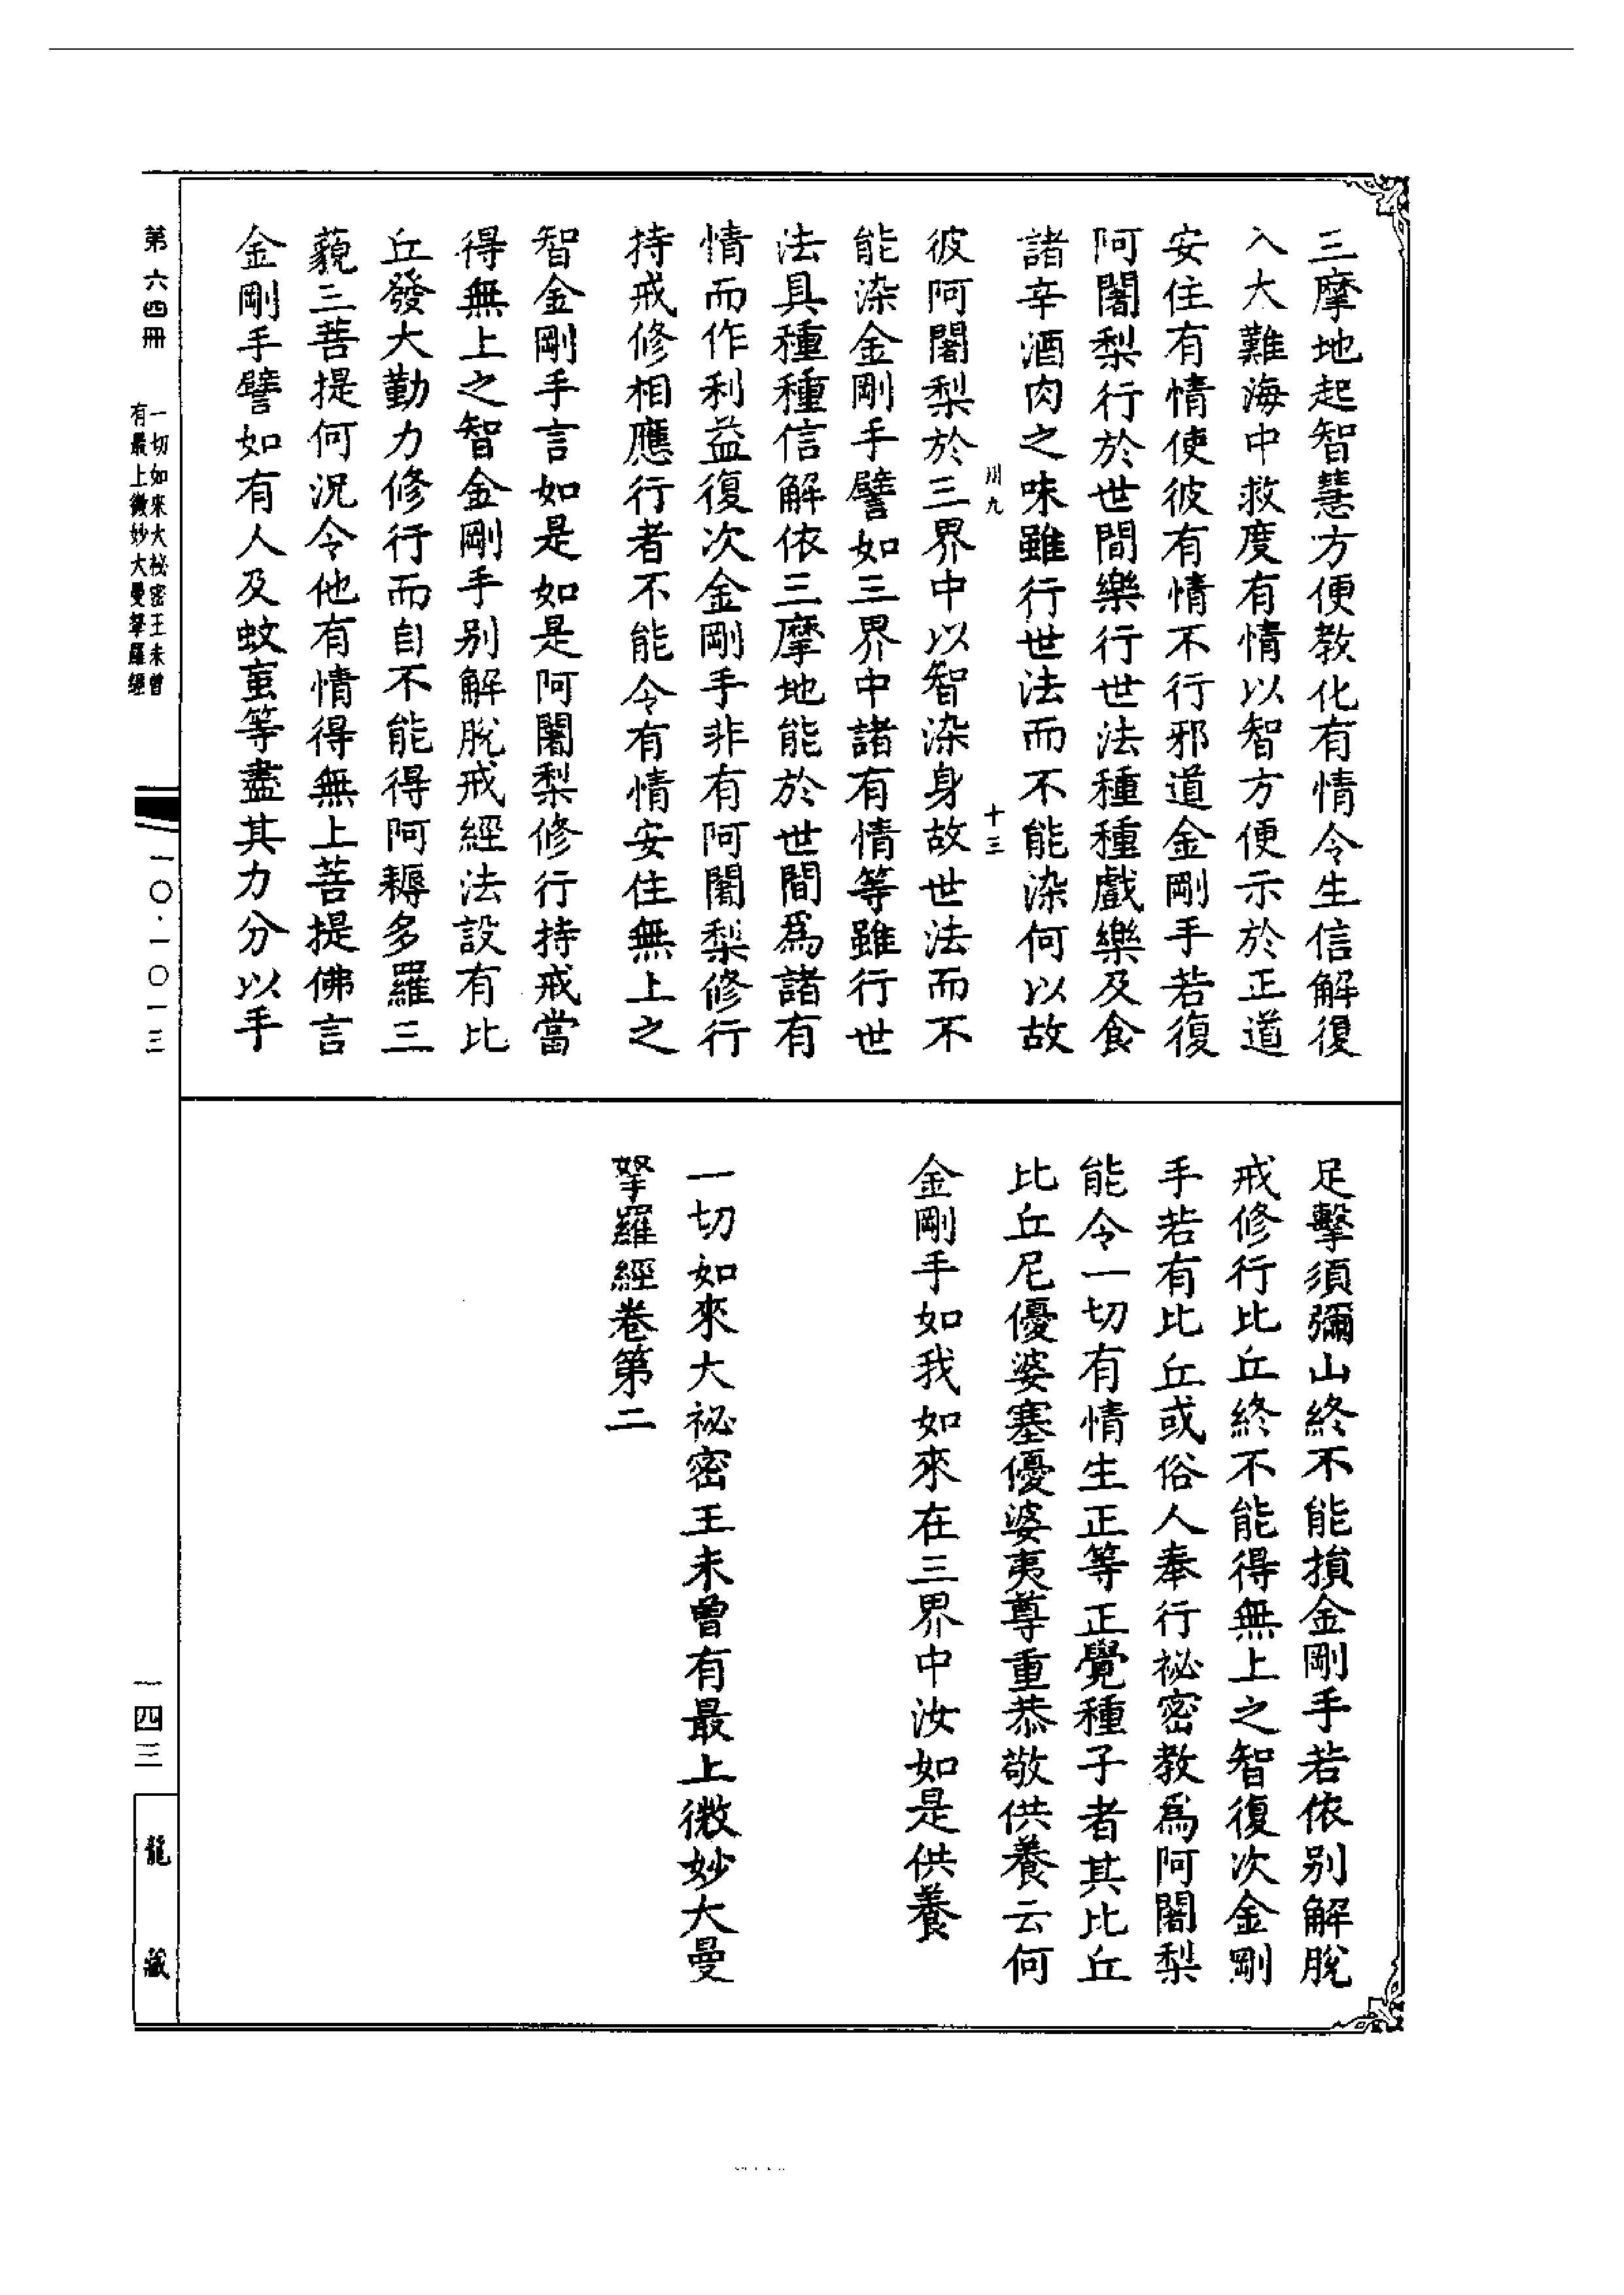 三摩地起智慧方便教化有情令生信解復
入大難海中救度有情以智方便示於正道
安住有情使彼有情不行邪道金剛手若復
阿闍梨行於世間樂行世法種種戲樂及食
諸辛酒肉之味雖行世法而不能染何以故
川九 十三
彼阿闍梨於三界中以智染身故世法而不
能染金剛手譬如三界中諸有情等雖行世
法具種種信解依三摩地能於世間爲諸有
情而作利益復次金剛手非有阿闍梨修行
持戒修相應行者不能令有情安住無上之
智金剛手言如是如是阿闍梨修行持戒當
得無上之智金剛手別解脫戒經法設有比
丘發大勤力修行而自不能得阿耨多羅三
藐三菩提何況令他有情得無上菩提佛言
金剛手譬如有人及蚊蝱等盡其力分以手
足擊須彌山終不能損金剛手若依別解脫
戒修行比丘終不能得無上之智復次金剛
手若有比丘或俗人奉行祕密教爲阿闍梨
能令一切有情生正等正覺種子者其比丘
比丘尼優婆塞優婆夷尊重恭敬供養云何
金剛手如我如來在三界中汝如是供養
一切如來大祕密王未曾有最上微妙大曼
拏羅經卷第二
第六四冊
一切如來大祕密王未曾
有最上微妙大曼拏羅經
一〇·一〇一三
一四三
龍藏